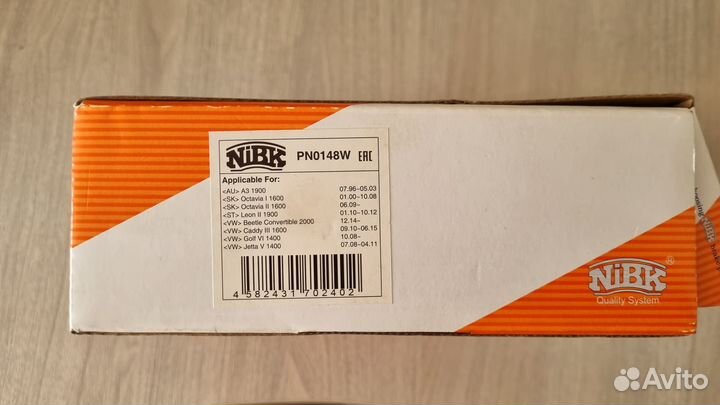 NiBK PN0148W EAC
Applicable For:
<AU> A3 1900 07.96–05.03
<SK> Octavia I 1600 01.00–10.08
<SK> Octavia II 1600 06.09–
<ST> Leon II 1900 01.10–10.12
<VW> Beetle Convertible 2000 12.14–
<VW> Caddy III 1600 09.10–06.15
<VW> Golf VI 1400 10.08–
<VW> Jetta V 1400 07.08–04.11
4 582431 702402
NiBK ®
Quality System
NiBK
Avito